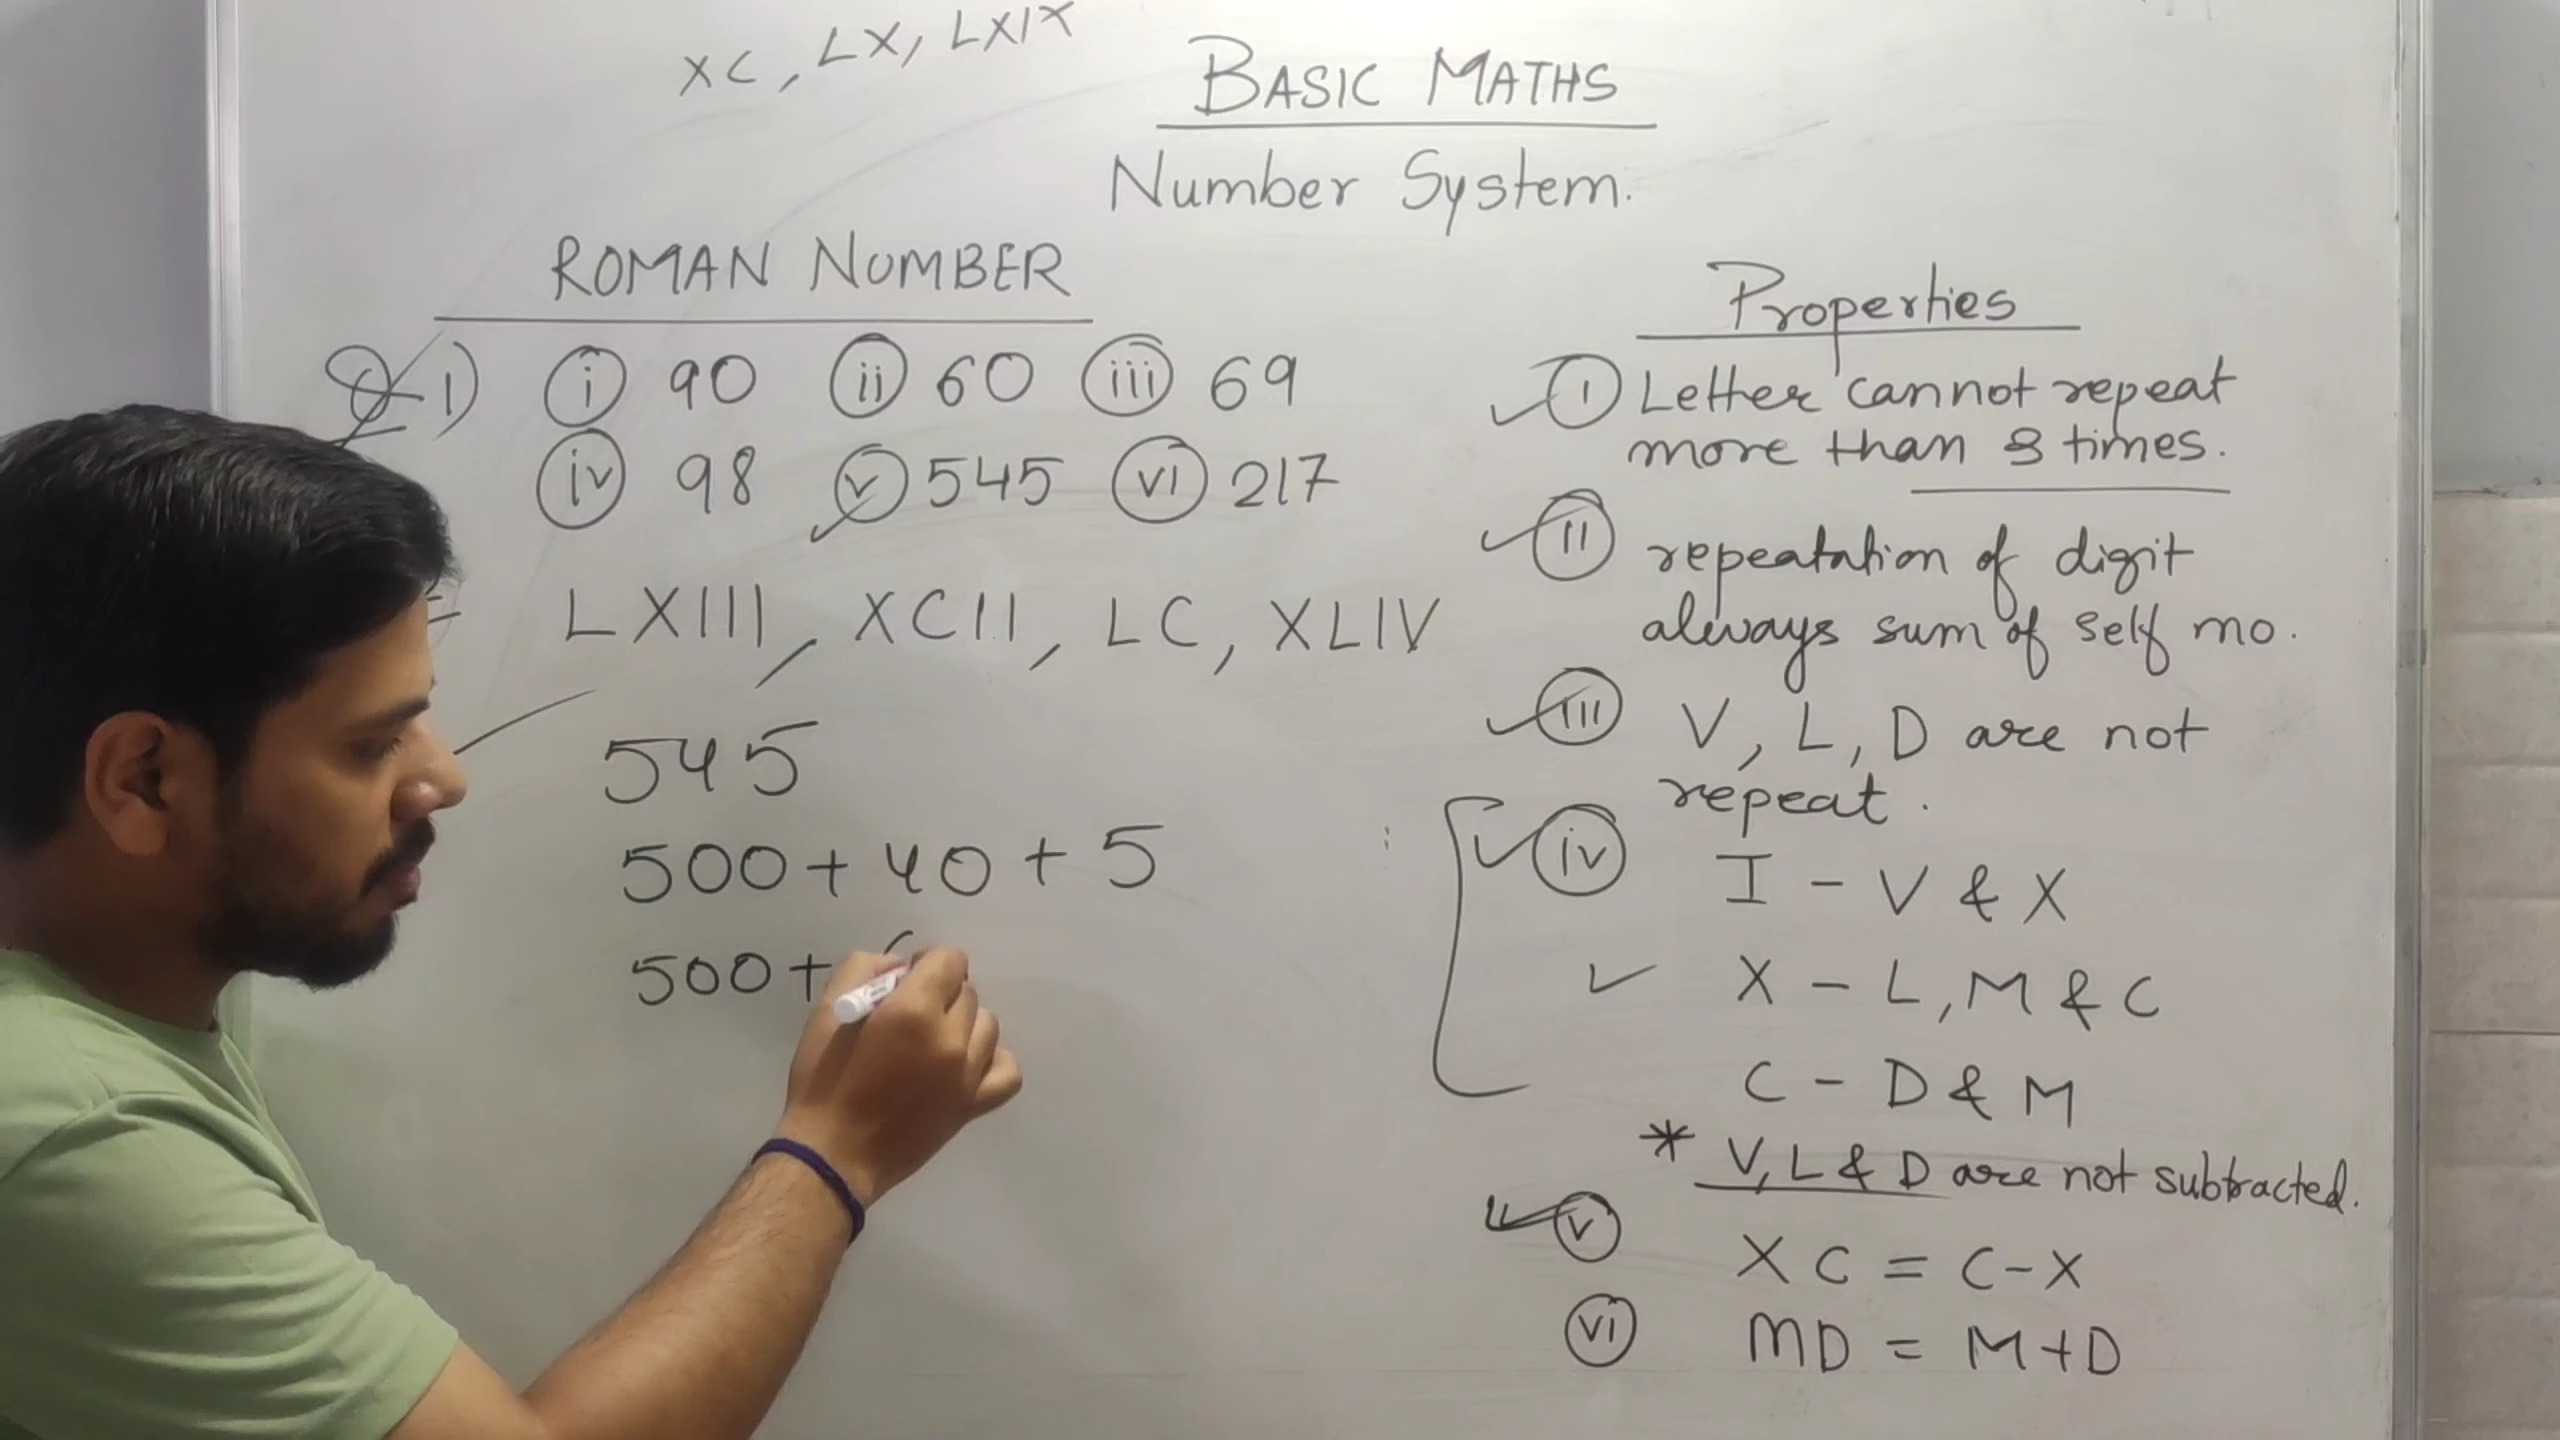 XC, LX, LXIX
BASIC MATHS
Number System.
ROMAN NUMBER
Q1) i 90 ii 60 iii 69
iv 98 v 545 vi 217
= LXIII, XCII, LC, XLIV
545
500 + 40 + 5
500 +
Properties
I Letter cannot repeat
more than 3 times.
II repeatation of digit
always sum of self no.
III V, L, D are not
repeat.
iv I - V & X
X - L, M & C
C - D & M
* V, L & D are not subtracted.
v XC = C - X
vi MD = M + D